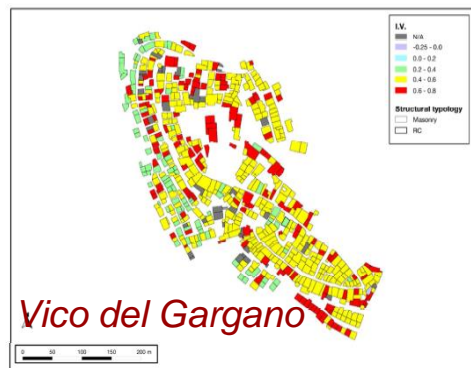 I.V.
N/A
-0.25 - 0.0
0.0 - 0.2
0.2 - 0.4
0.4 - 0.6
0.6 - 0.8
Structural typology
Masonry
RC
Vico del Gargano
0 50 100 150 200 m